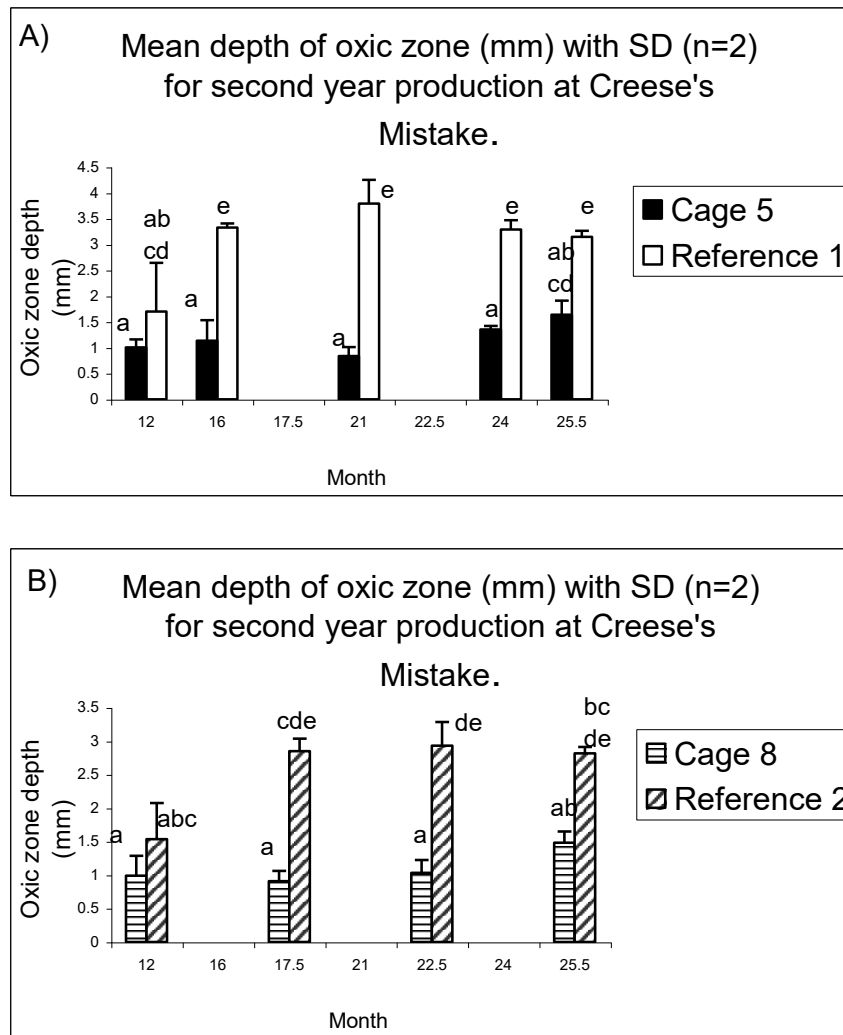 A)
Mean depth of oxic zone (mm) with SD (n=2)
for second year production at Creese's
Mistake.
Oxic zone depth
(mm)
4.5
4
3.5
3
2.5
2
1.5
1
0.5
0
a
ab
cd
a
e
a
e
a
e
ab
cd
e
12 16 17.5 21 22.5 24 25.5
Month
Cage 5
Reference 1
B)
Mean depth of oxic zone (mm) with SD (n=2)
for second year production at Creese's
Mistake.
Oxic zone depth
(mm)
3.5
3
2.5
2
1.5
1
0.5
0
a
abc
a
cde
a
de
ab
bc
de
12 16 17.5 21 22.5 24 25.5
Month
Cage 8
Reference 2